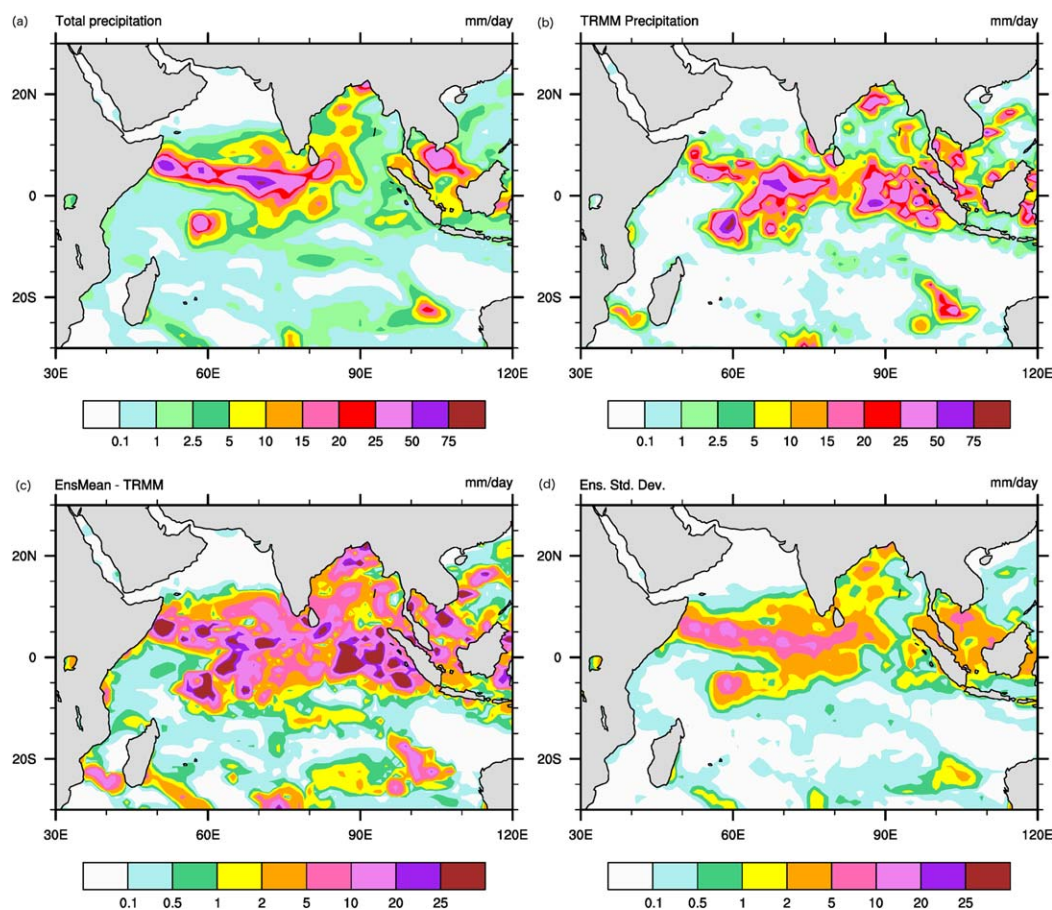 (a) Total precipitation mm/day
20N
0
20S
30E 60E 90E 120E
0.1 1 2.5 5 10 15 20 25 50 75
(b) TRMM Precipitation mm/day
20N
0
20S
30E 60E 90E 120E
0.1 1 2.5 5 10 15 20 25 50 75
(c) EnsMean - TRMM mm/day
20N
0
20S
30E 60E 90E 120E
0.1 0.5 1 2 5 10 20 25
(d) Ens. Std. Dev. mm/day
20N
0
20S
30E 60E 90E 120E
0.1 0.5 1 2 5 10 20 25